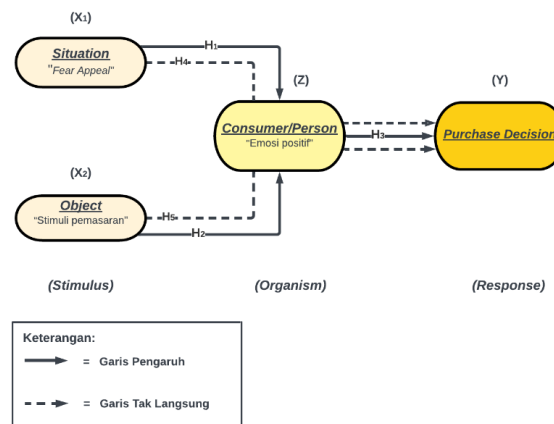 (X₁)
Situation
"Fear Appeal"
H₁
H₄
(Z)
(Y)
Consumer/Person
"Emosi positif"
H₃
Purchase Decision
(X₂)
Object
"Stimuli pemasaran"
H₅
H₂
(Stimulus)
(Organism)
(Response)
Keterangan:
= Garis Pengaruh
= Garis Tak Langsung